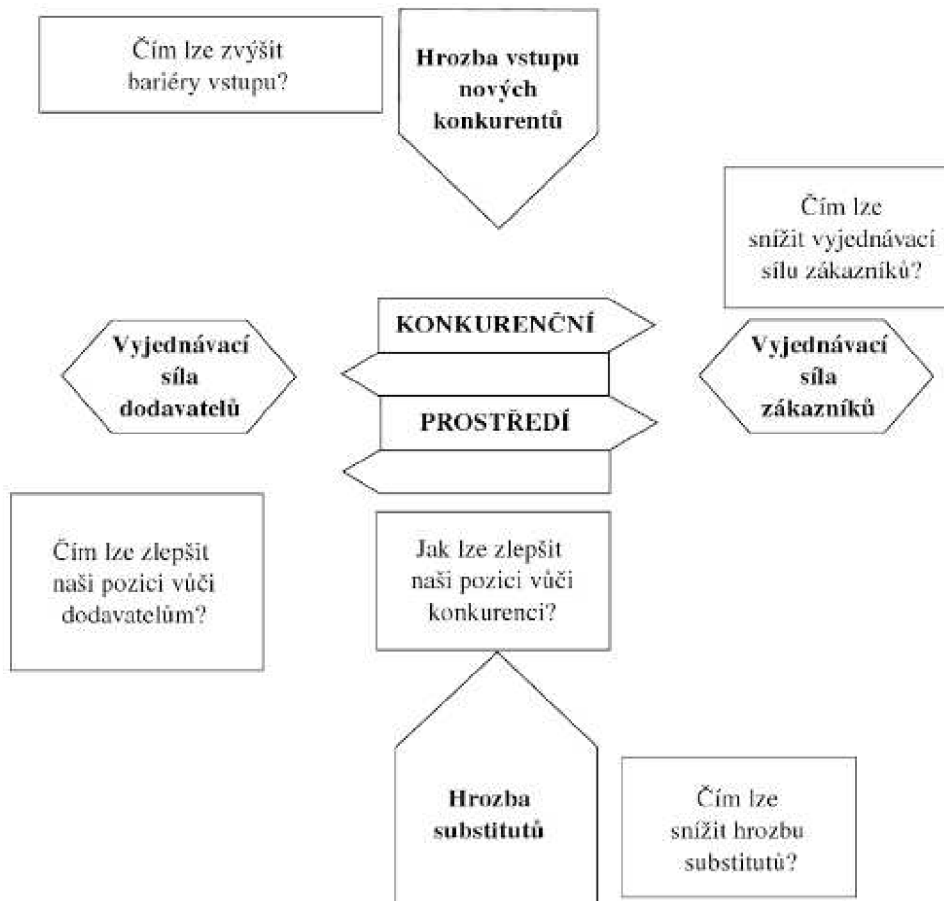 Čím lze zvýšit
bariéry vstupu?
Hrozba vstupu
nových
konkurentů
Čím lze
snížit vyjednávací
sílu zákazníků?
Vyjednávací
síla
dodavatelů
KONKURENČNÍ
PROSTŘEDÍ
Vyjednávací
síla
zákazníků
Čím lze zlepšit
naši pozici vůči
dodavatelům?
Jak lze zlepšit
naši pozici vůči
konkurenci?
Hrozba
substitutů
Čím lze
snížit hrozbu
substitutů?